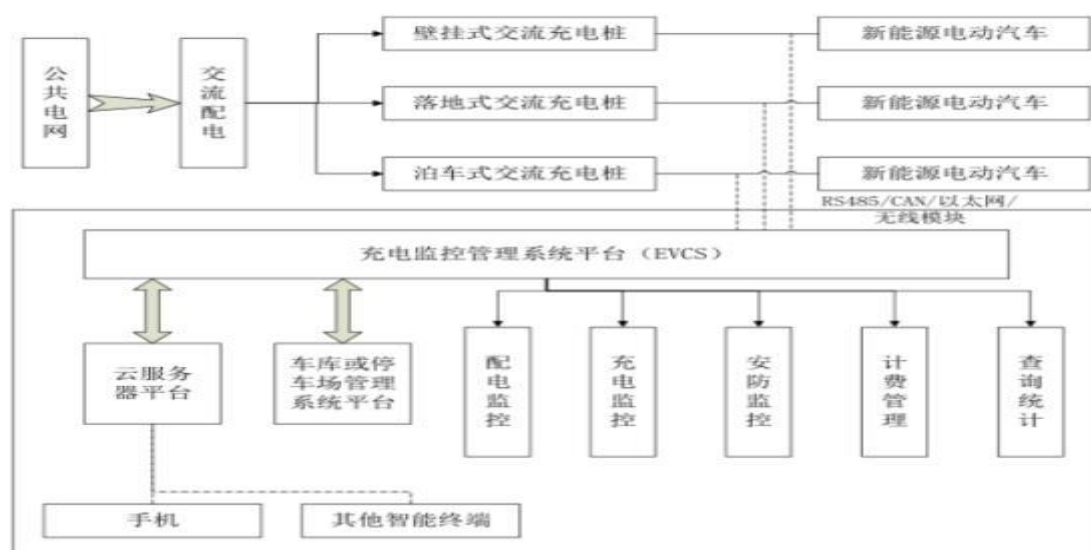 公共电网
交流配电
壁挂式交流充电桩
新能源电动汽车
落地式交流充电桩
新能源电动汽车
泊车式交流充电桩
新能源电动汽车
RS485/CAN/以太网/
无线模块
充电监控管理系统平台（EVCS）
云服务
器平台
车库或停
车场管理
系统平台
配电监控
充电监控
安防监控
计费管理
查询统计
手机
其他智能终端